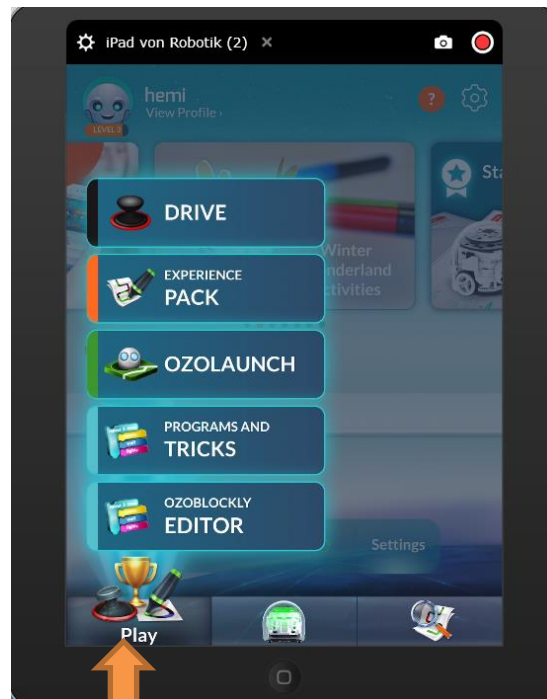 iPad von Robotik (2) ×
hemi
View Profile ›
LEVEL 3
?
Sta
DRIVE
Winter
nderland
ctivities
EXPERIENCE
PACK
OZOLAUNCH
PROGRAMS AND
TRICKS
OZOBLOCKLY
EDITOR
Settings
Play